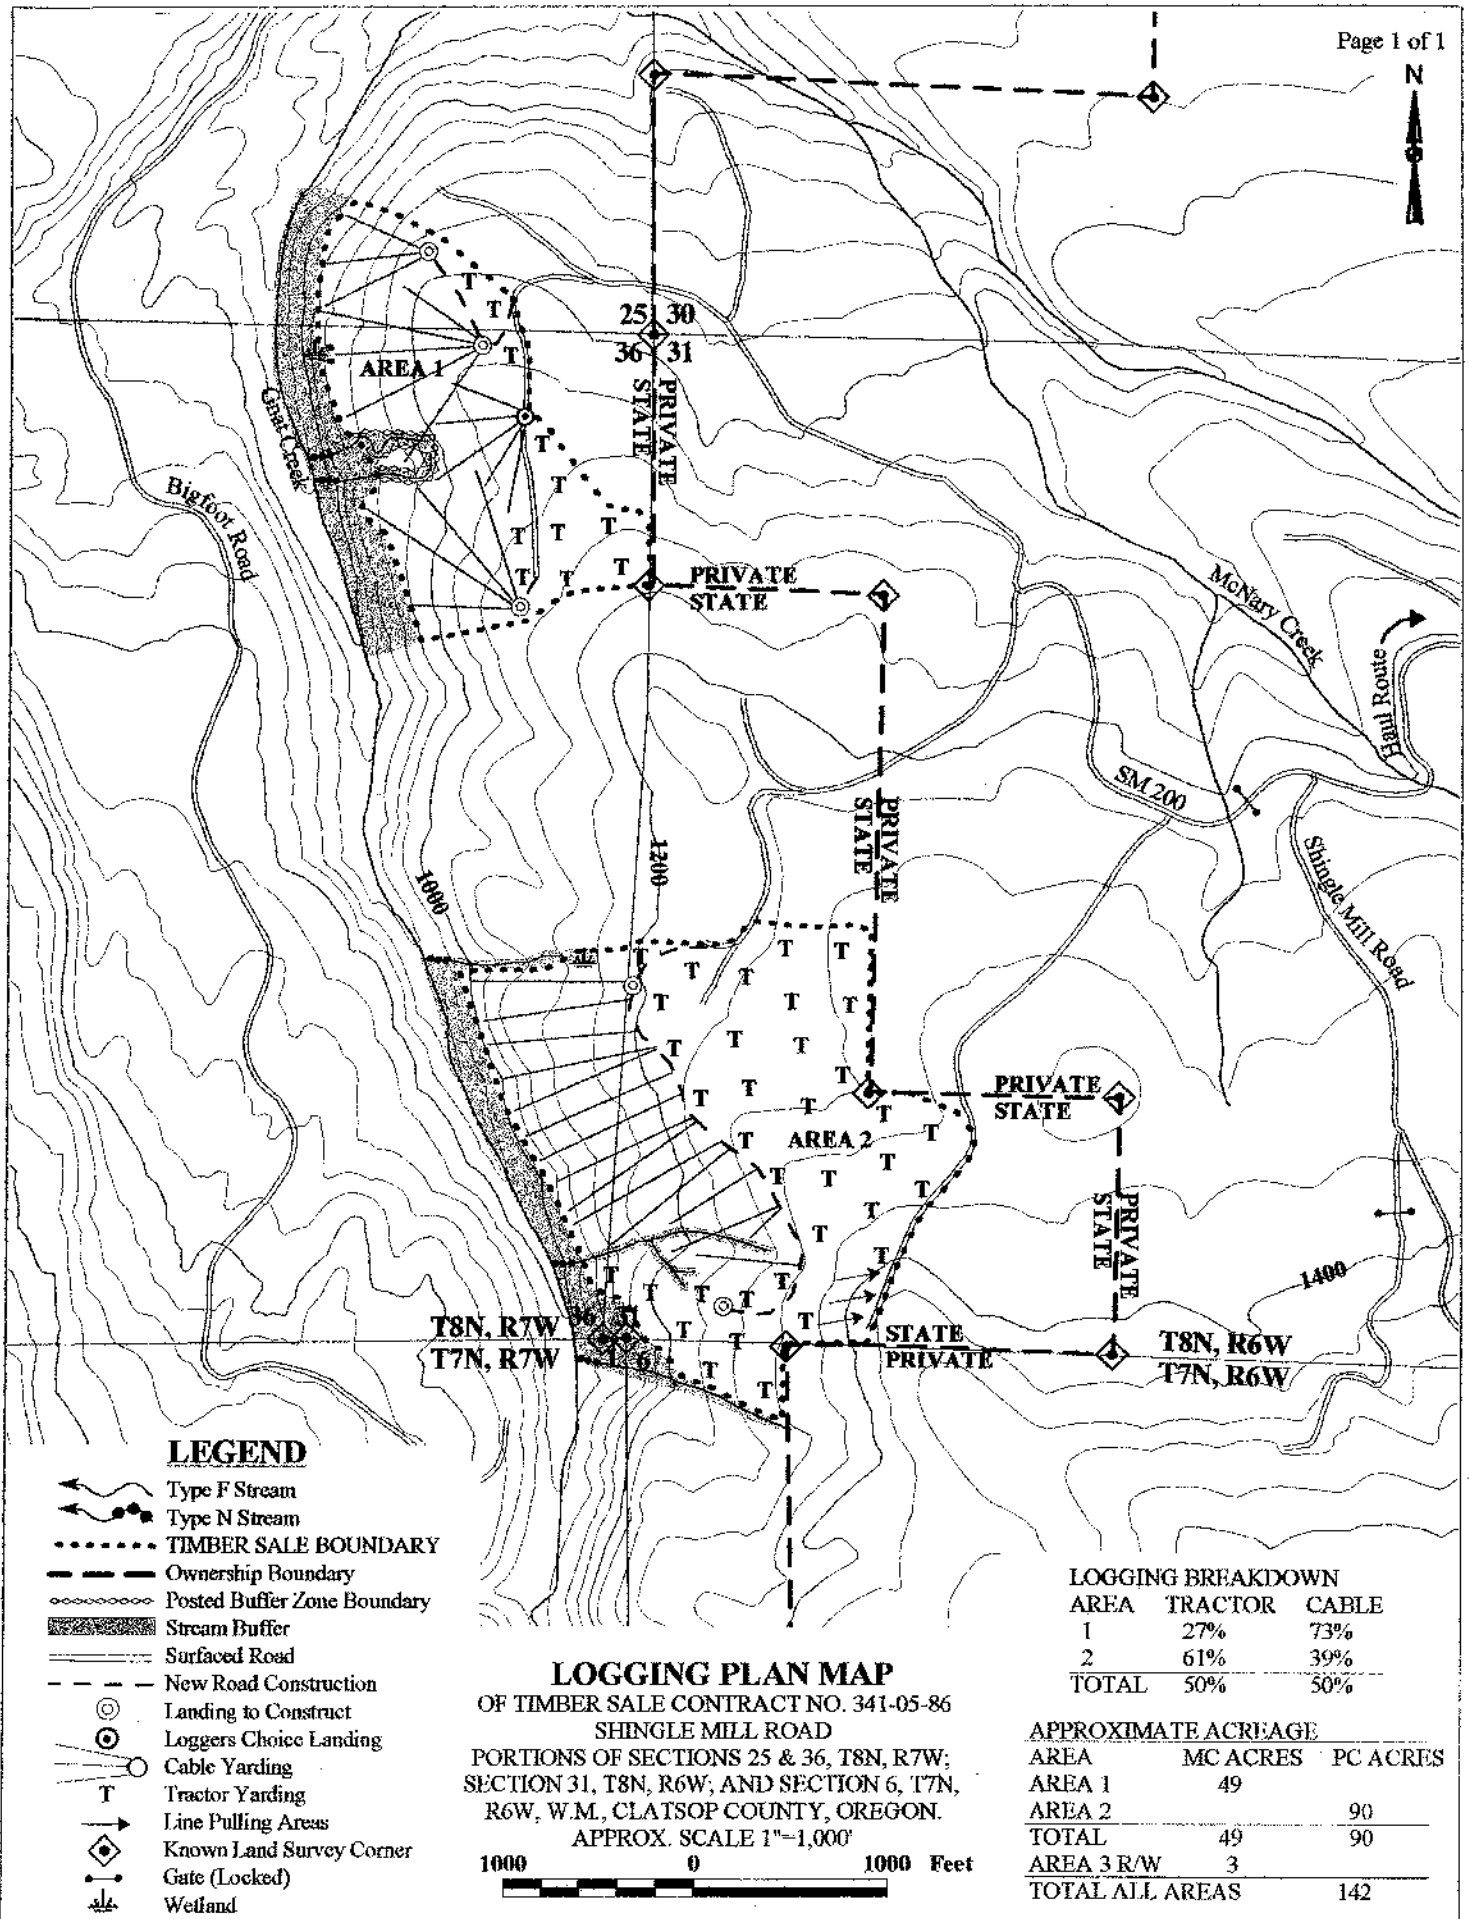 Page 1 of 1
N
25 30
36 31
AREA 1
PRIVATE
STATE
Gnat Creek
Bigfoot Road
PRIVATE
STATE
McNary Creek
Haul Route
SM 200
PRIVATE
STATE
1200
1000
Shingle Mill Road
T T T T T T T T T T T T
PRIVATE
STATE
AREA 2
PRIVATE
STATE
1400
36 31
T8N, R7W
T7N, R7W
1 6
STATE
PRIVATE
T8N, R6W
T7N, R6W
LEGEND
Type F Stream
Type N Stream
TIMBER SALE BOUNDARY
Ownership Boundary
Posted Buffer Zone Boundary
Stream Buffer
Surfaced Road
New Road Construction
Landing to Construct
Loggers Choice Landing
Cable Yarding
T Tractor Yarding
Line Pulling Areas
Known Land Survey Corner
Gate (Locked)
Wetland
LOGGING PLAN MAP
OF TIMBER SALE CONTRACT NO. 341-05-86
SHINGLE MILL ROAD
PORTIONS OF SECTIONS 25 & 36, T8N, R7W;
SECTION 31, T8N, R6W; AND SECTION 6, T7N,
R6W, W.M., CLATSOP COUNTY, OREGON.
APPROX. SCALE 1"=1,000'
1000 0 1000 Feet
LOGGING BREAKDOWN
AREA TRACTOR CABLE
1 27% 73%
2 61% 39%
TOTAL 50% 50%
APPROXIMATE ACREAGE
AREA MC ACRES PC ACRES
AREA 1 49
AREA 2 90
TOTAL 49 90
AREA 3 R/W 3
TOTAL ALL AREAS 142